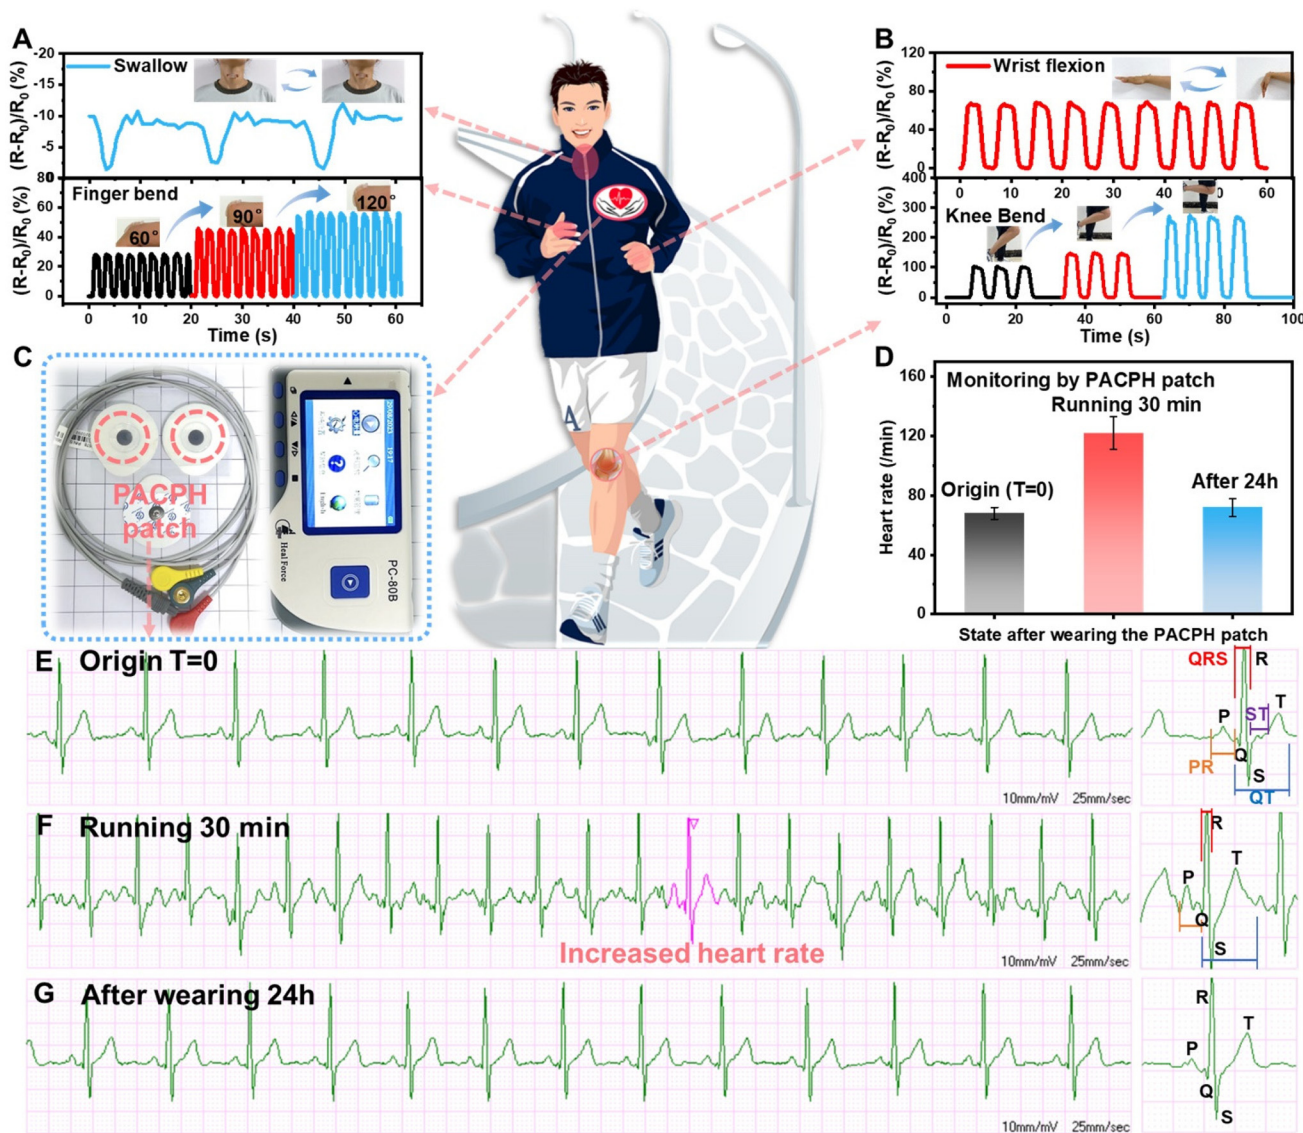 A
-20
-15
-10
-5
0
(R-R0)/R0 (%)
Swallow
80
60
40
20
0
(R-R0)/R0 (%)
Finger bend
60°
90°
120°
0 10 20 30 40 50 60
Time (s)
B
120
80
40
0
(R-R0)/R0 (%)
Wrist flexion
0 10 20 30 40 50 60
400
300
200
100
0
(R-R0)/R0 (%)
Knee Bend
0 20 40 60 80 100
Time (s)
C
PACPH
patch
Heal Force
PC-80B
English
D
160
120
80
40
0
Heart rate (/min)
Monitoring by PACPH patch
Running 30 min
Origin (T=0)
After 24h
State after wearing the PACPH patch
E Origin T=0
10mm/mV 25mm/sec
QRS R
P ST T
PR Q S
QT
F Running 30 min
Increased heart rate
10mm/mV 25mm/sec
R
P T
Q
S
G After wearing 24h
10mm/mV 25mm/sec
R
P T
Q
S